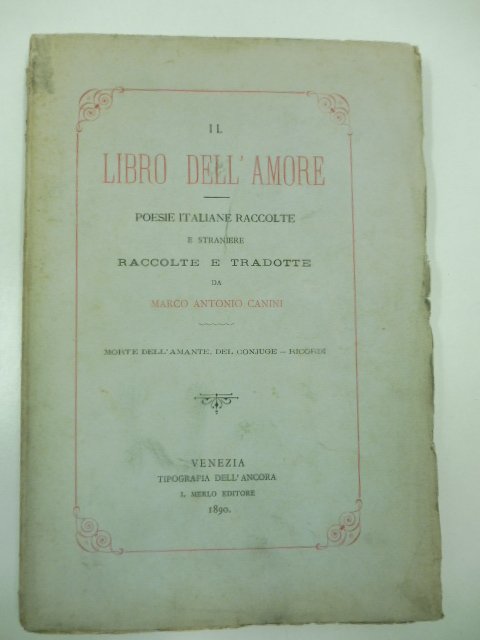 IL
LIBRO DELL' AMORE
POESIE ITALIANE RACCOLTE
E STRANIERE
RACCOLTE E TRADOTTE
DA
MARCO ANTONIO CANINI
MORTE DELL'AMANTE, DEL CONJUGE — RICORDI
VENEZIA
TIPOGRAFIA DELL'ANCORA
L. MERLO EDITORE
1890.